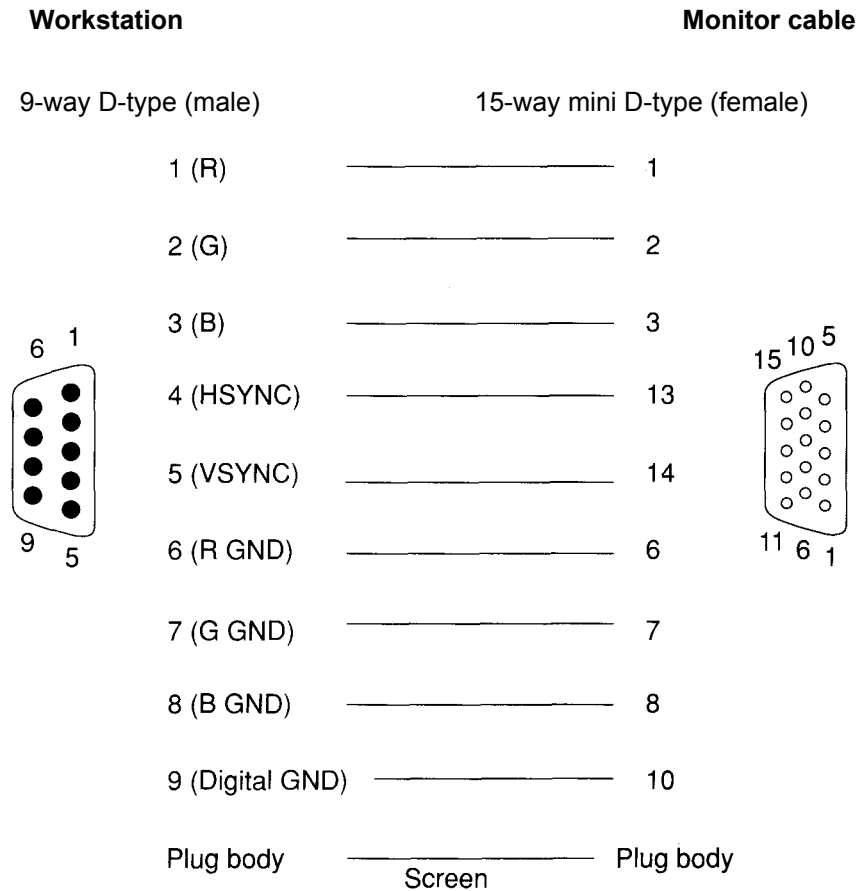 Workstation Monitor cable
9-way D-type (male) 15-way mini D-type (female)
1 (R) 1
2 (G) 2
3 (B) 3
6 1
15 10 5
4 (HSYNC) 13
5 (VSYNC) 14
9 5
11 6 1
6 (R GND) 6
7 (G GND) 7
8 (B GND) 8
9 (Digital GND) 10
Plug body Plug body
Screen